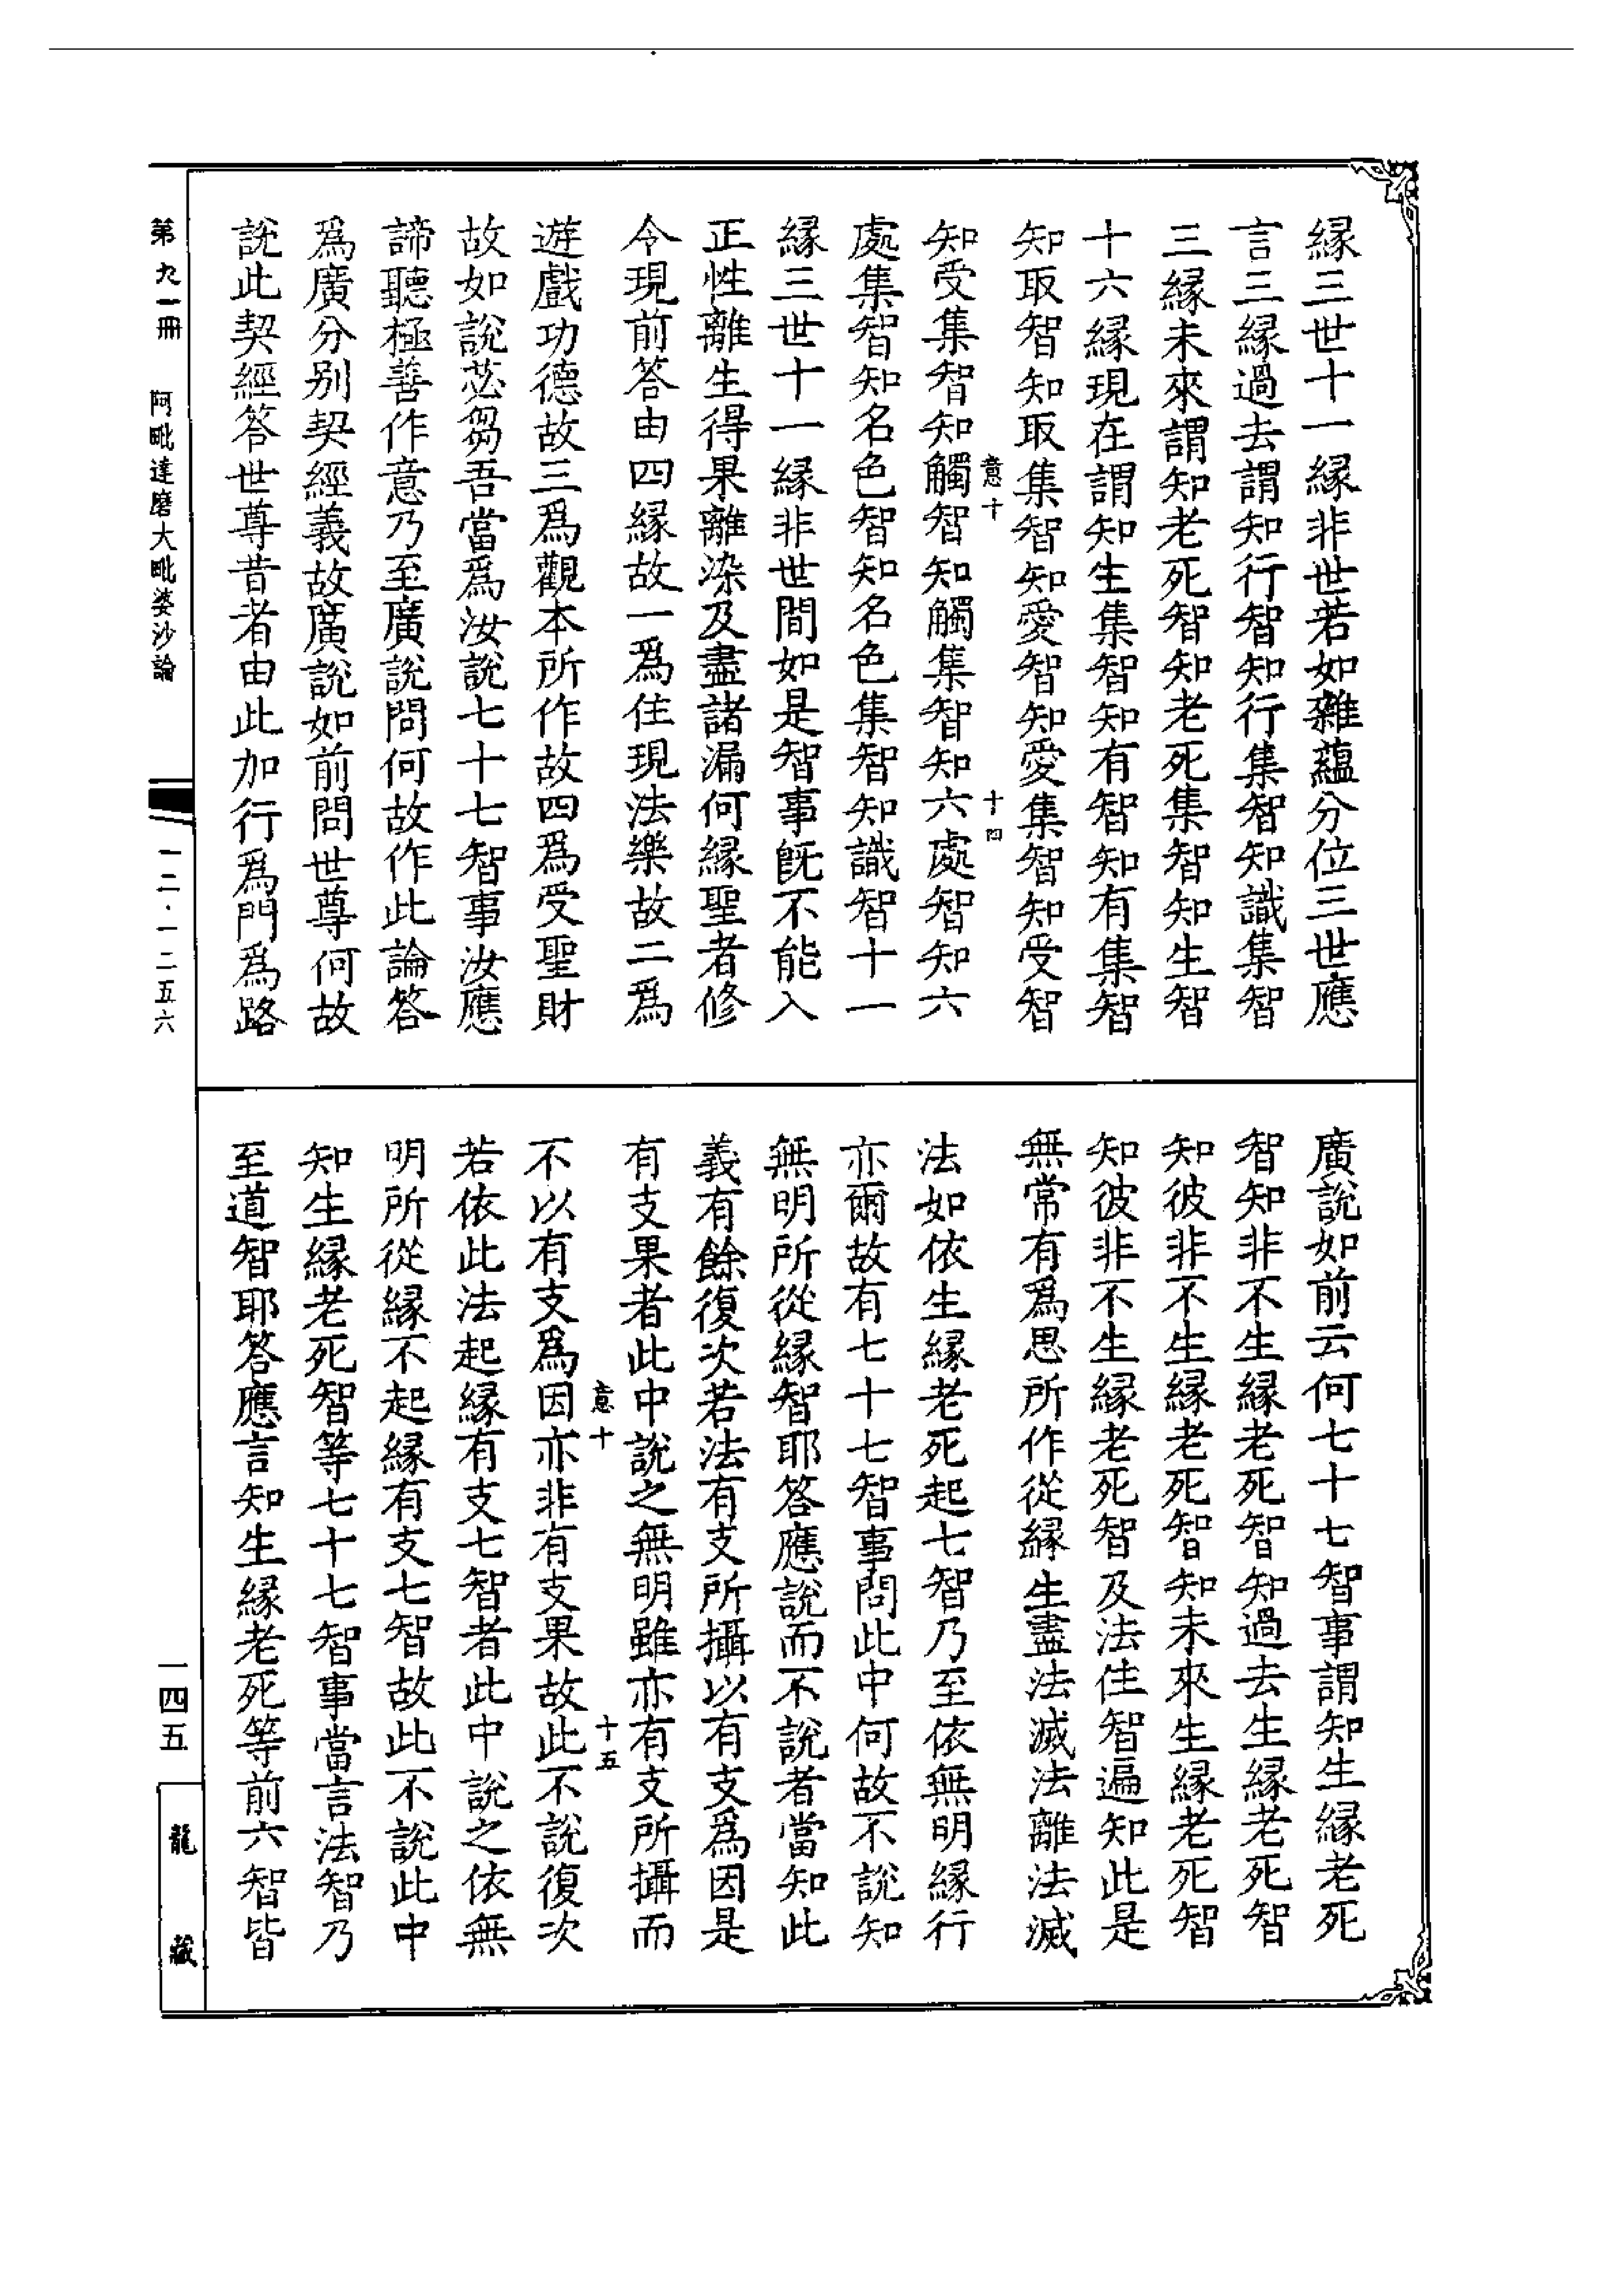 緣三世十一緣非世若如雜蘊分位三世應
言三緣過去謂知行智知行集智知識集智
三緣未來謂知老死智知老死集智知生智
十六緣現在謂知生集智知有智知有集智
知取智知取集智知愛智知愛集智知受智
意十
十四
知受集智知觸智知觸集智知六處智知六
處集智知名色智知名色集智知識智十一
緣三世十一緣非世間如是智事既不能入
正性離生得果離染及盡諸漏何緣聖者修
令現前答由四緣故一爲住現法樂故二爲
遊戲功德故三爲觀本所作故四爲受聖財
故如說苾芻吾當爲汝說七十七智事汝應
諦聽極善作意乃至廣說問何故作此論答
爲廣分別契經義故廣說如前問世尊何故
說此契經答世尊昔者由此加行爲門爲路
廣說如前云何七十七智事謂知生緣老死
智知非不生緣老死智知過去生緣老死智
知彼非不生緣老死智知未來生緣老死智
知彼非不生緣老死智及法住智遍知此是
無常有爲思所作從緣生盡法滅法離法滅
法如依生緣老死起七智乃至依無明緣行
亦爾故有七十七智事問此中何故不說知
無明所從緣智耶答應說而不說者當知此
義有餘復次若法有支所攝以有支爲因是
有支果者此中說之無明雖亦有支所攝而
意十
十五
不以有支爲因亦非有支果故此不說復次
若依此法起緣有支七智者此中說之依無
明所從緣不起緣有支七智故此不說此中
知生緣老死智等七十七智事當言法智乃
至道智耶答應言知生緣老死等前六智皆
第九一冊
阿毗達磨大毗婆沙論
一二·一二五六
一四五
龍藏